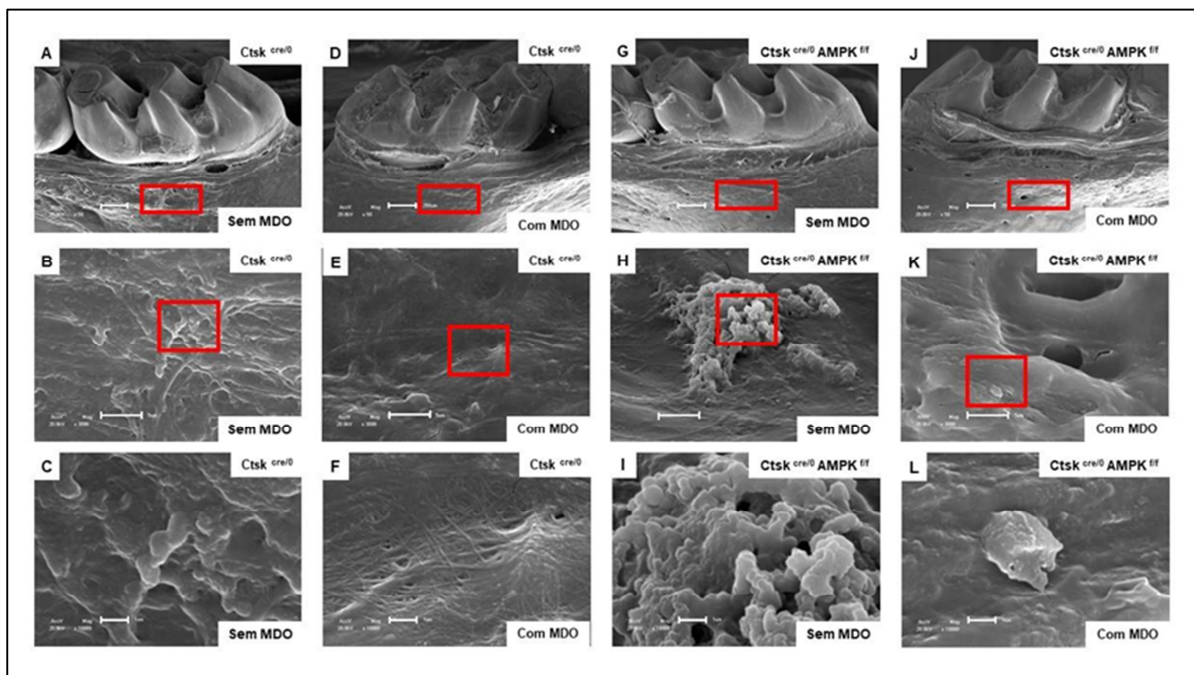 A
Ctsk cre/0
Sem MDO
D
Ctsk cre/0
Com MDO
G
Ctsk cre/0 AMPK f/f
Sem MDO
J
Ctsk cre/0 AMPK f/f
Com MDO
B
Ctsk cre/0
Sem MDO
E
Ctsk cre/0
Com MDO
H
Ctsk cre/0 AMPK f/f
Sem MDO
K
Ctsk cre/0 AMPK f/f
Com MDO
C
Ctsk cre/0
Sem MDO
F
Ctsk cre/0
Com MDO
I
Ctsk cre/0 AMPK f/f
Sem MDO
L
Ctsk cre/0 AMPK f/f
Com MDO